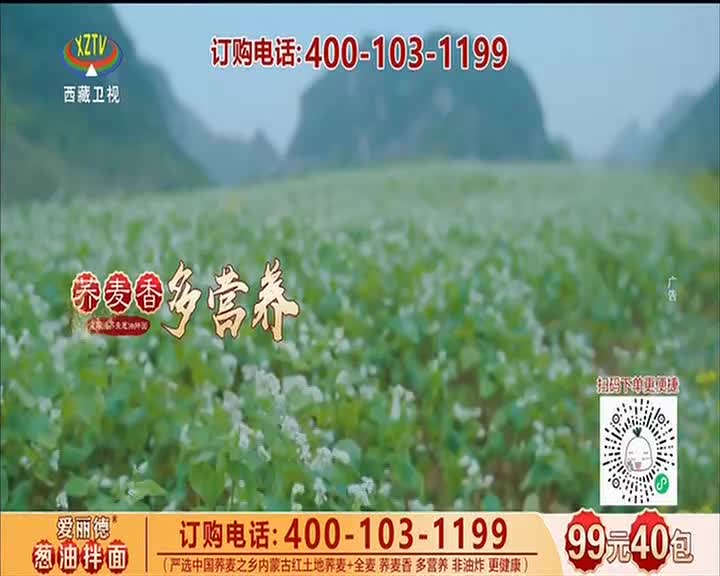 XZTV
西藏卫视
订购电话:400-103-1199
荞麦香多营养
广告
扫码下单更便捷
爱丽德®
葱油拌面
订购电话:400-103-1199
(严选中国荞麦之乡内蒙古红土地荞麦+全麦 荞麦香 多营养 非油炸 更健康)
99元40包